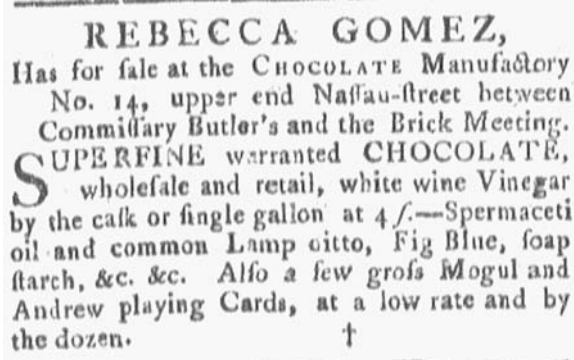 REBECCA GOMEZ,
Has for ſale at the CHOCOLATE Manufactory
No. 14, upper end Naſſau-ſtreet between
Commiſſary Butler's and the Brick Meeting.
SUPERFINE warranted CHOCOLATE,
wholeſale and retail, white wine Vinegar
by the caſk or ſingle gallon at 4 ſ.—Spermaceti
oil and common Lamp ditto, Fig Blue, ſoap
ſtarch, &c. &c. Alſo a few groſs Mogul and
Andrew playing Cards, at a low rate and by
the dozen. †